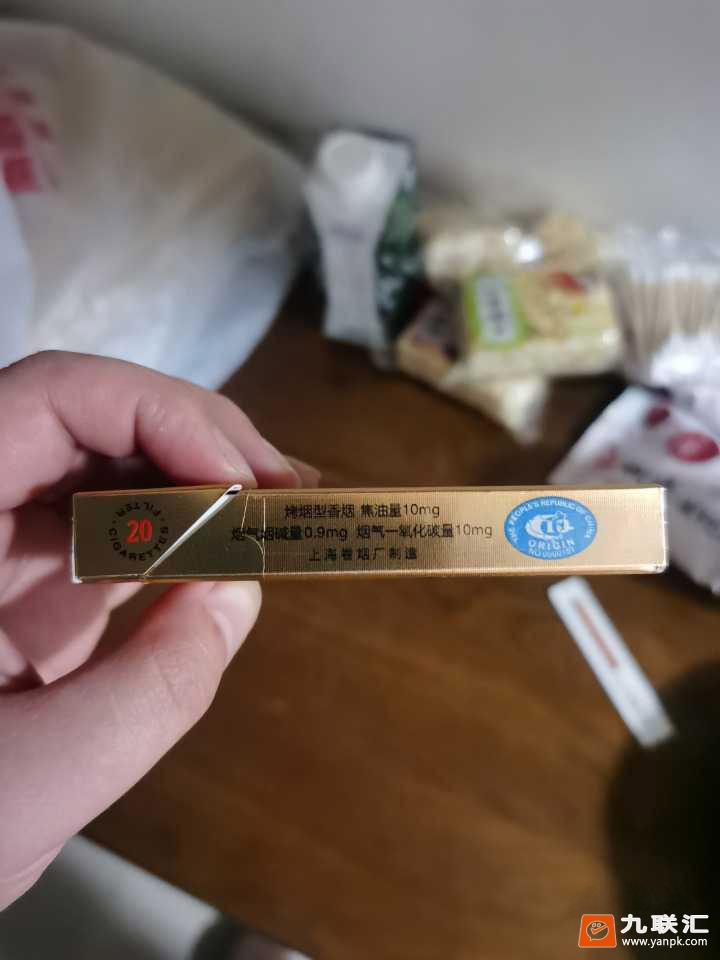 20
FILTER
CIGARETTES
烤烟型香烟 焦油量10mg
烟气烟碱量0.9mg 烟气一氧化碳量10mg
上海卷烟厂制造
THE PEOPLE'S REPUBLIC OF CHINA
ORIGIN
NO.0000151
九联汇
www.yanpk.com